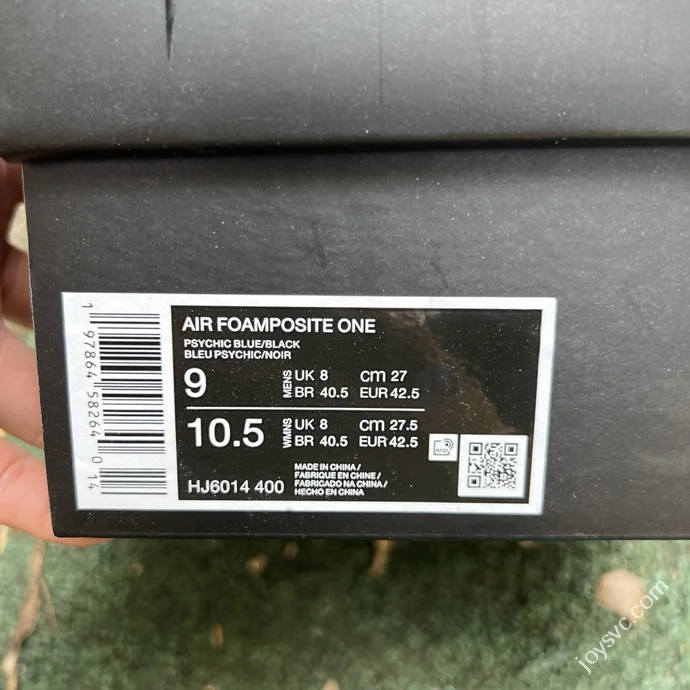 AIR FOAMPOSITE ONE
PSYCHIC BLUE/BLACK
BLEU PSYCHIC/NOIR
9 MENS UK 8 cm 27
BR 40.5 EUR 42.5
10.5 WMNS UK 8 cm 27.5
BR 40.5 EUR 42.5
RFID
HJ6014 400
MADE IN CHINA/
FABRIQUE EN CHINE/
FABRICADO NA CHINA/
HECHO EN CHINA
1 97864 58264 0 14
joysvc.com